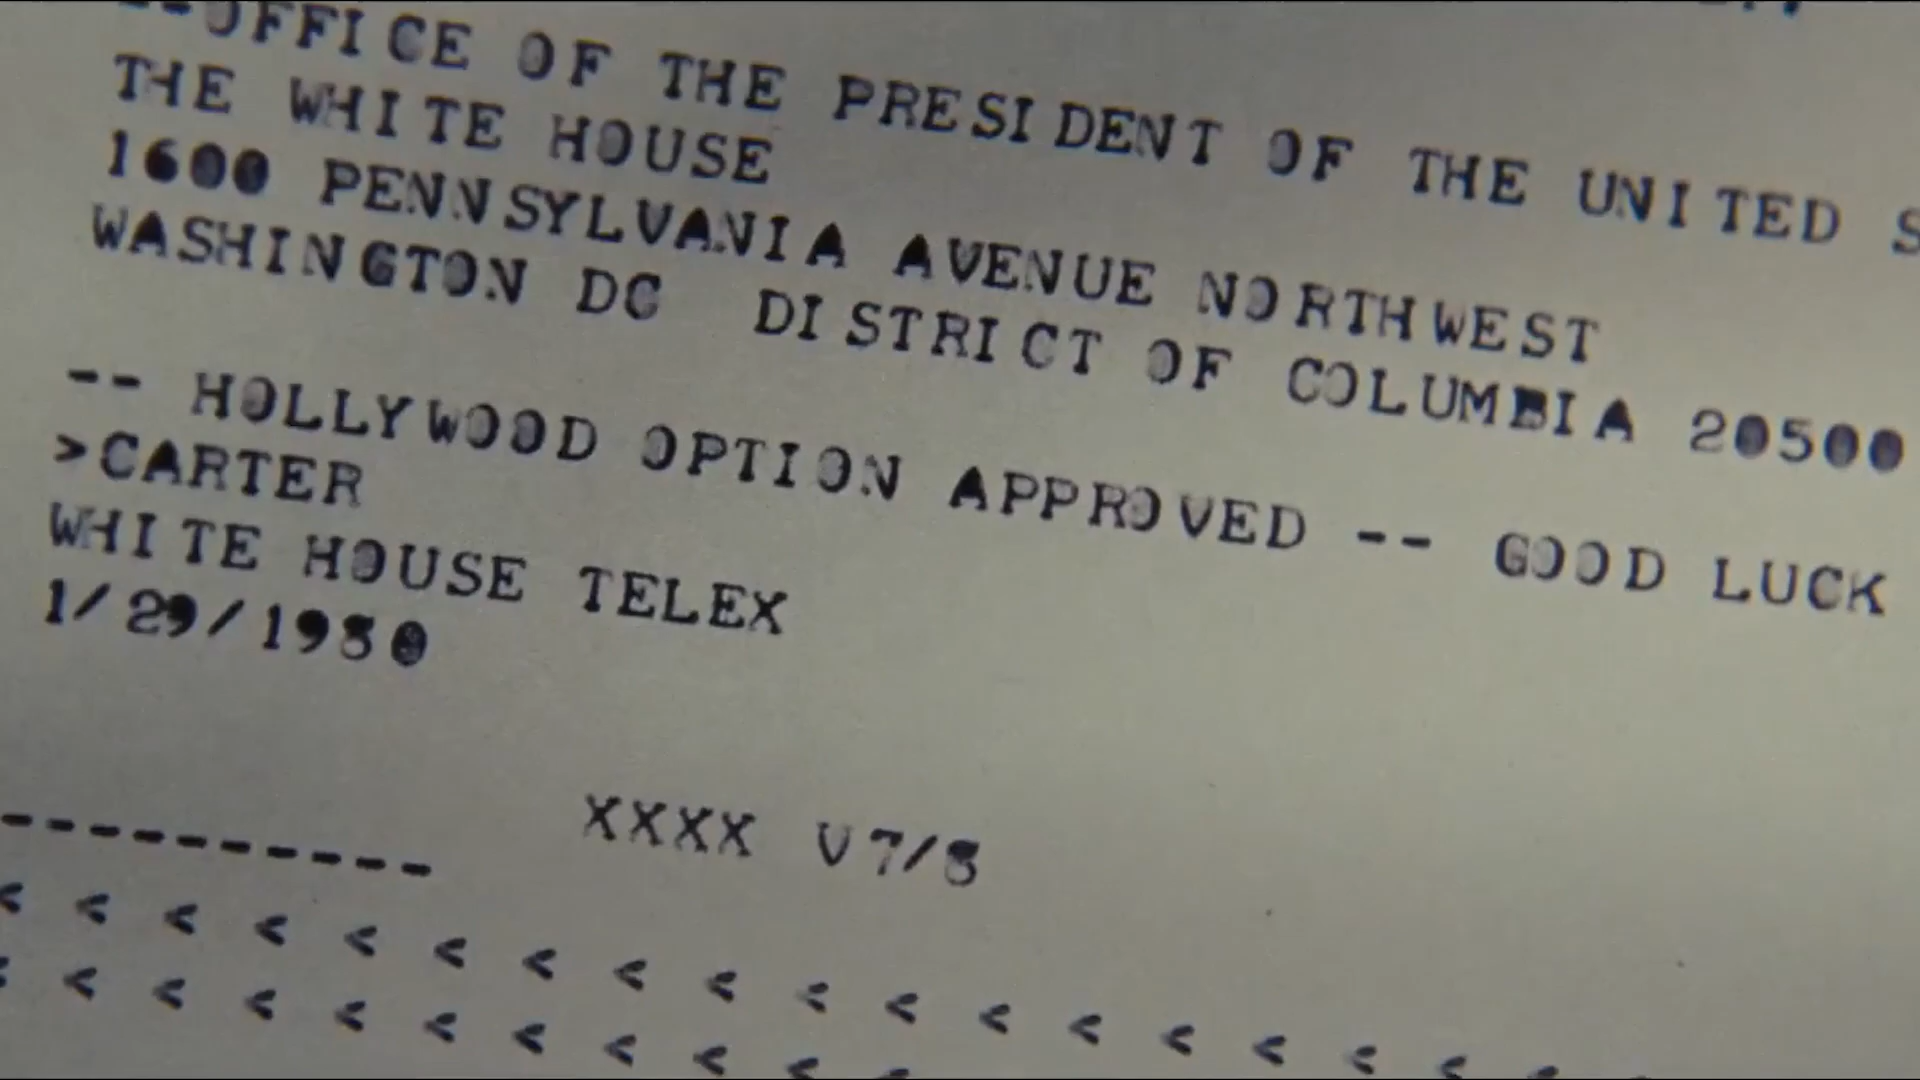 --OFFICE OF THE PRESIDENT OF THE UNITED S
THE WHITE HOUSE
1600 PENNSYLVANIA AVENUE NORTHWEST
WASHINGTON DC  DISTRICT OF COLUMBIA 20500
-- HOLLYWOOD OPTION APPROVED -- GOOD LUCK
>CARTER
WHITE HOUSE TELEX
1/29/1980
----------    XXXX V7/8
< < < < < < < < < < < < < < < < < <
< < < < < < < < < < <